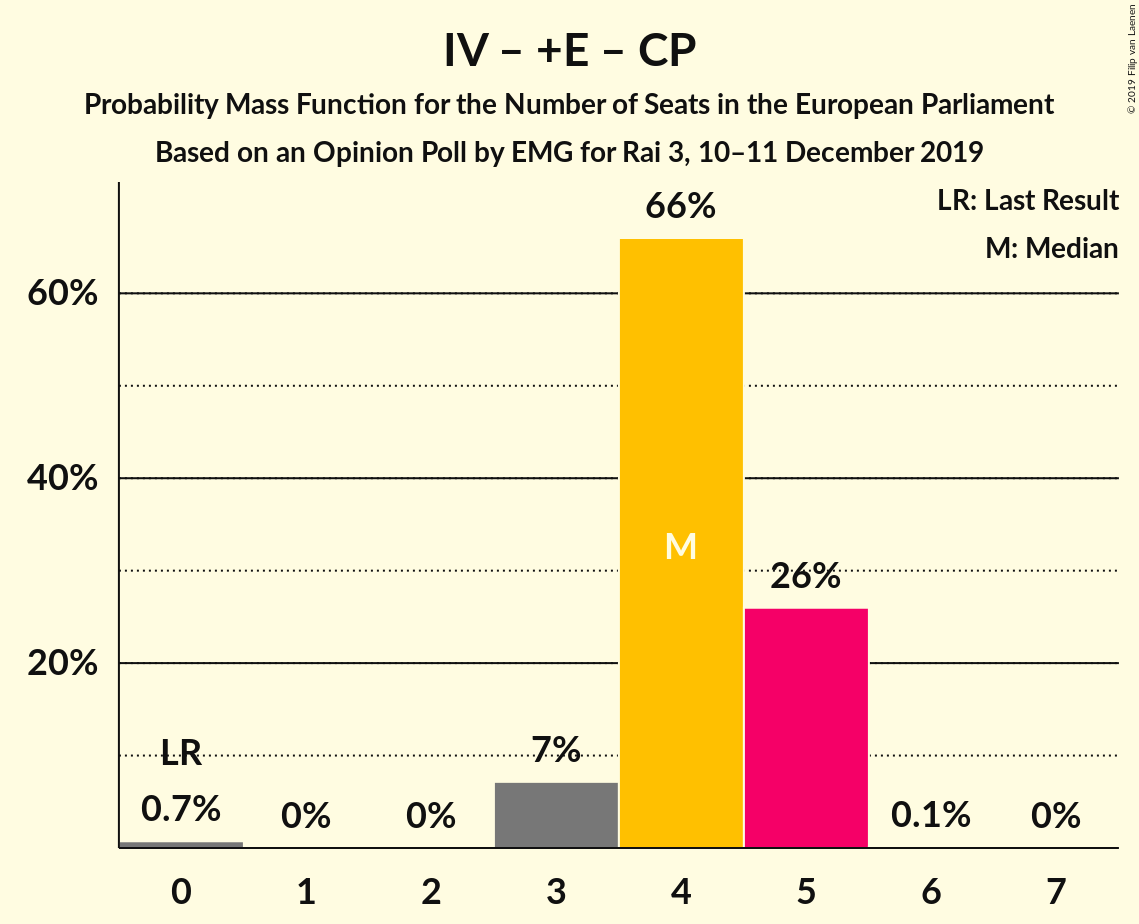 IV – +E – CP
Probability Mass Function for the Number of Seats in the European Parliament
Based on an Opinion Poll by EMG for Rai 3, 10–11 December 2019
© 2019 Filip van Laenen
LR: Last Result
M: Median
60%
40%
20%
LR
0.7%
0%
0%
7%
66%
M
26%
0.1%
0%
0 1 2 3 4 5 6 7